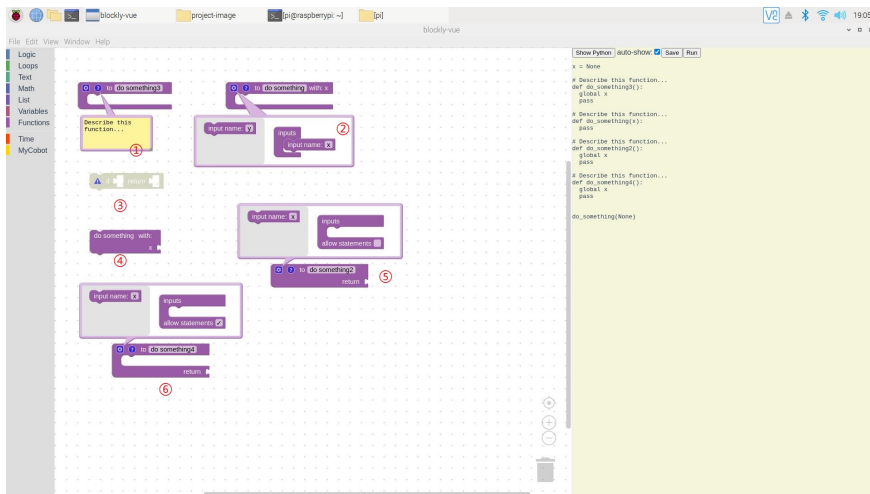 blockly-vue
project-image
[pi@raspberrypi: ~]
[pi]
V2
19:05
blockly-vue
File Edit View Window Help
Logic
Loops
Text
Math
List
Variables
Functions
Time
MyCobot
? to do something3
Describe this
function...
①
? to do something with: x
input name: y
inputs
input name: x
②
if return
③
do something with:
x
④
input name: x
inputs
allow statements
? to do something2
return
⑤
input name: x
inputs
allow statements
? to do something4
return
⑥
Show Python auto-show: Save Run
x = None
# Describe this function...
def do_something3():
global x
pass
# Describe this function...
def do_something(x):
pass
# Describe this function...
def do_something2():
global x
pass
# Describe this function...
def do_something4():
global x
pass
do_something(None)